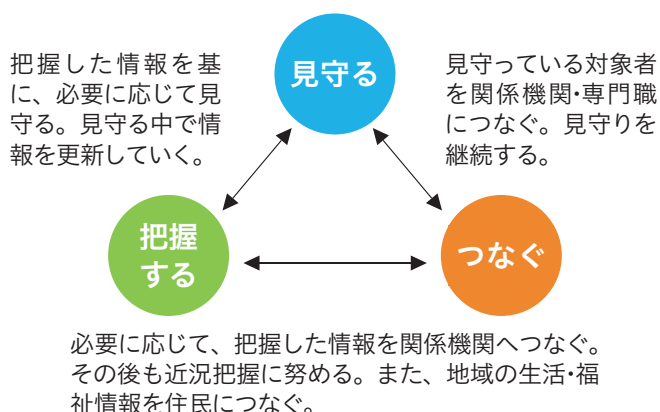 見守る
把握した情報を基
に、必要に応じて見
守る。見守る中で情
報を更新していく。
見守っている対象者
を関係機関・専門職
につなぐ。見守りを
継続する。
把握
する
つなぐ
必要に応じて、把握した情報を関係機関へつなぐ。
その後も近況把握に努める。また、地域の生活・福
祉情報を住民につなぐ。